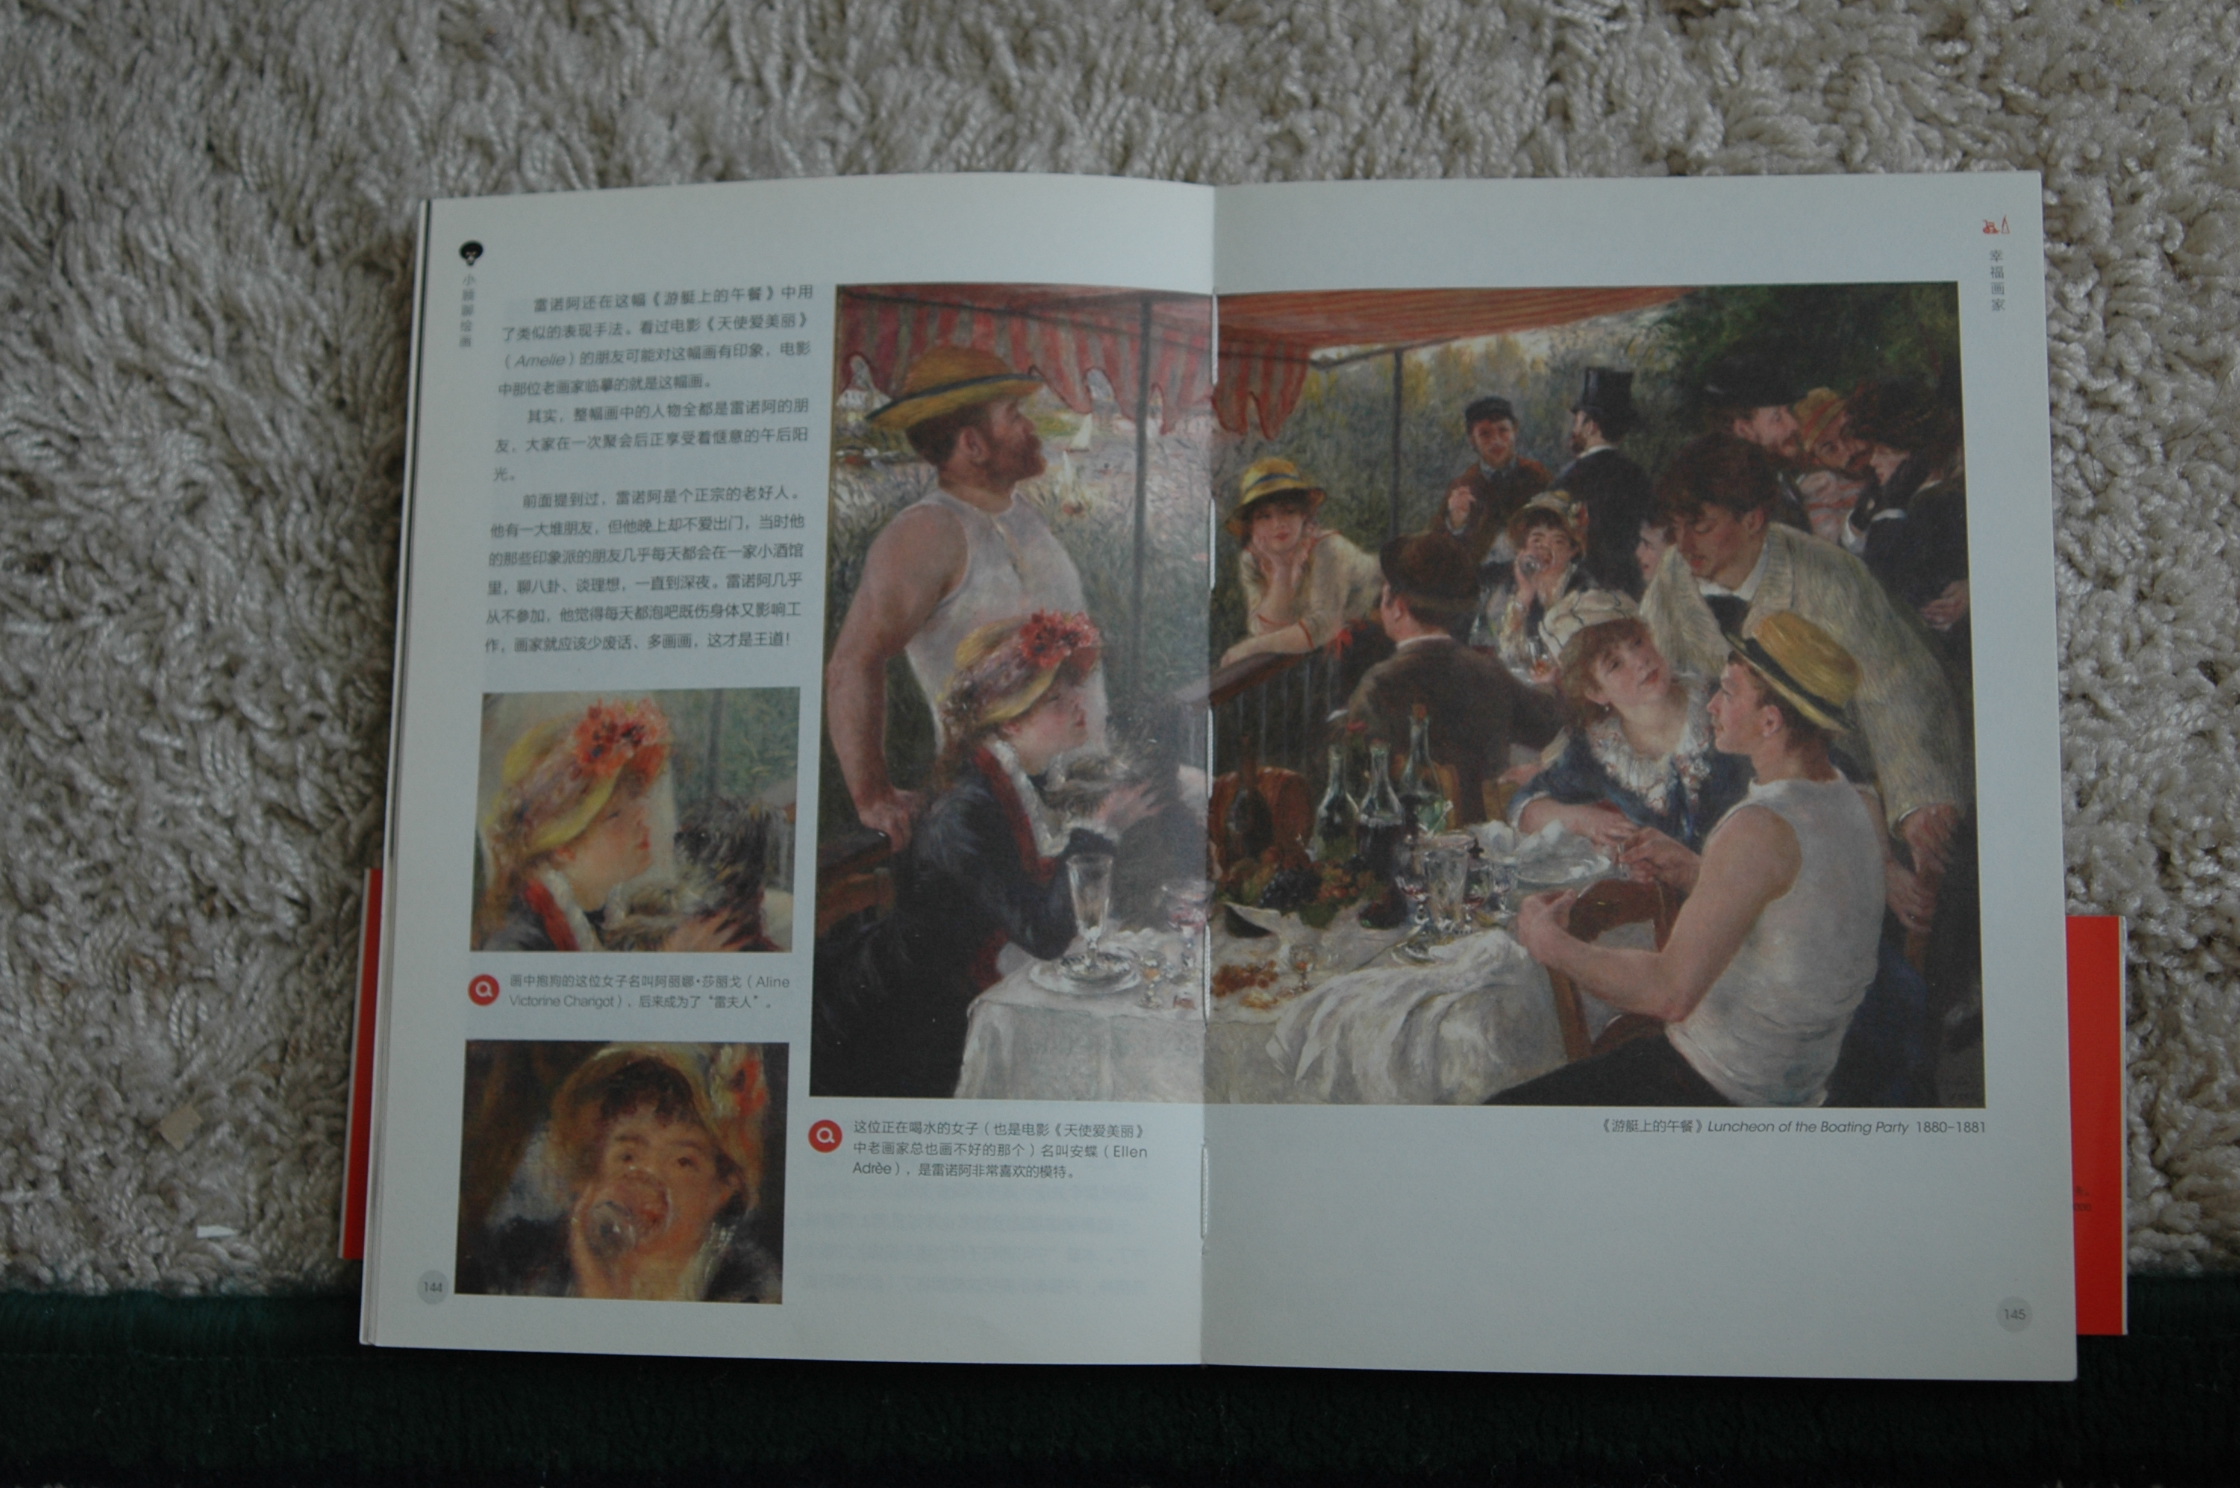 小顾聊绘画
雷诺阿还在这幅《游艇上的午餐》中用
了类似的表现手法。看过电影《天使爱美丽》
（Amelie）的朋友可能对这幅画有印象，电影
中那位老画家临摹的就是这幅画。
其实，整幅画中的人物全都是雷诺阿的朋
友，大家在一次聚会后正享受着惬意的午后阳
光。
前面提到过，雷诺阿是个正宗的老好人。
他有一大堆朋友，但他晚上却不爱出门，当时他
的那些印象派的朋友几乎每天都会在一家小酒馆
里，聊八卦、谈理想，一直到深夜。雷诺阿几乎
从不参加，他觉得每天都泡吧既伤身体又影响工
作，画家就应该少废话、多画画，这才是王道！
画中抱狗的这位女子名叫阿丽娜·莎丽戈（Aline
Victorine Charigot），后来成为了“雷夫人”。
这位正在喝水的女子（也是电影《天使爱美丽》
中老画家总也画不好的那个）名叫安蝶（Ellen
Adrèe），是雷诺阿非常喜欢的模特。
144
幸福画家
《游艇上的午餐》Luncheon of the Boating Party 1880-1881
145